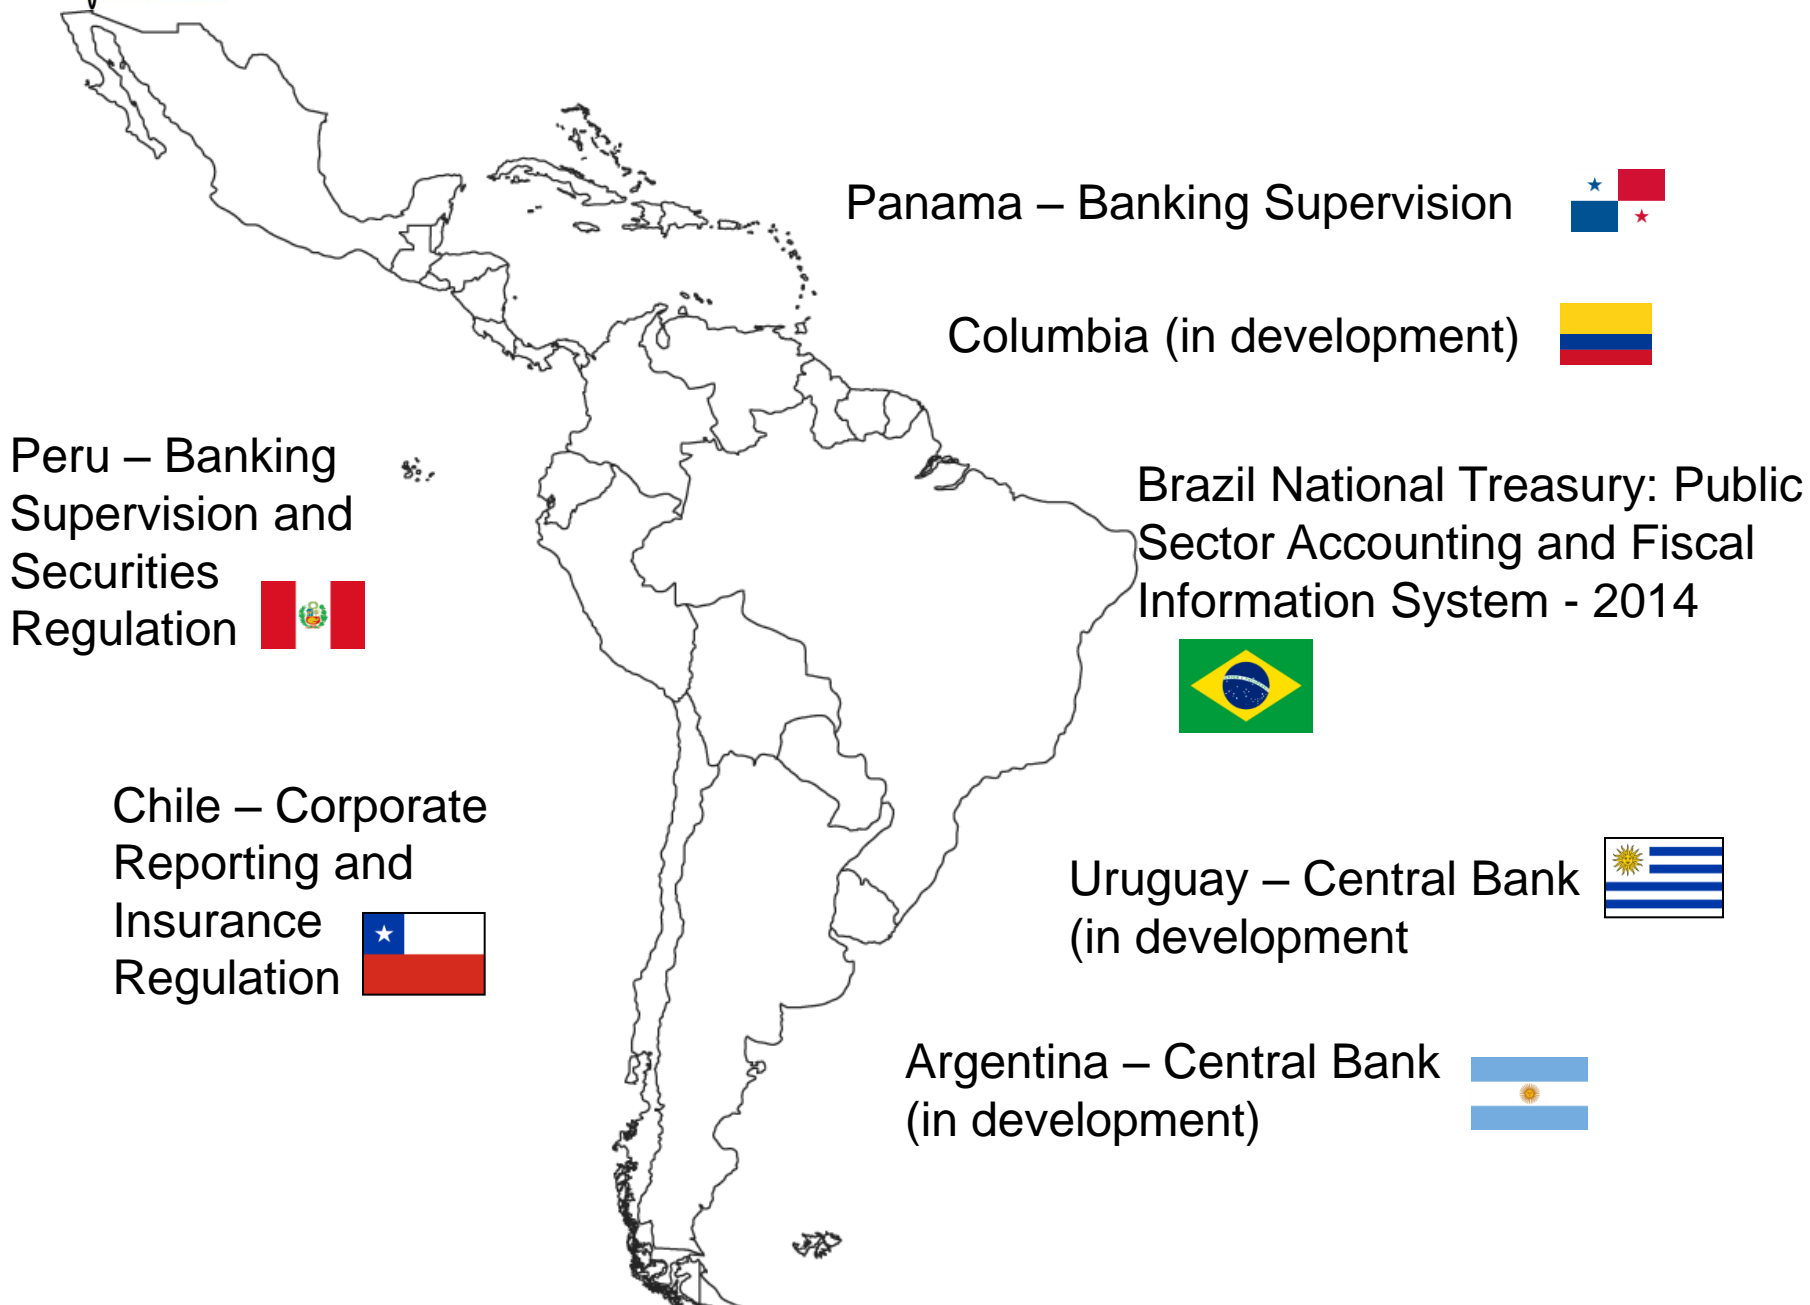 Panama – Banking Supervision
Columbia (in development)
Peru – Banking
Supervision and
Securities
Regulation
Brazil National Treasury: Public
Sector Accounting and Fiscal
Information System - 2014
Chile – Corporate
Reporting and
Insurance
Regulation
Uruguay – Central Bank
(in development
Argentina – Central Bank
(in development)